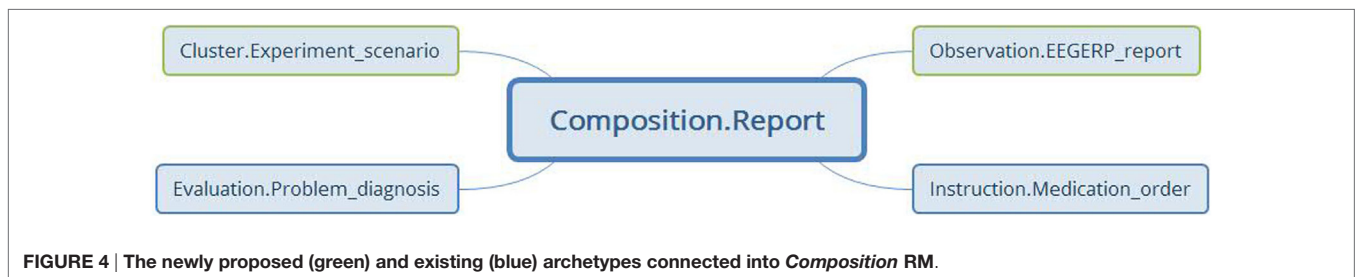 Cluster.Experiment_scenario
Observation.EEGERP_report
Composition.Report
Evaluation.Problem_diagnosis
Instruction.Medication_order
FIGURE 4 | The newly proposed (green) and existing (blue) archetypes connected into Composition RM.